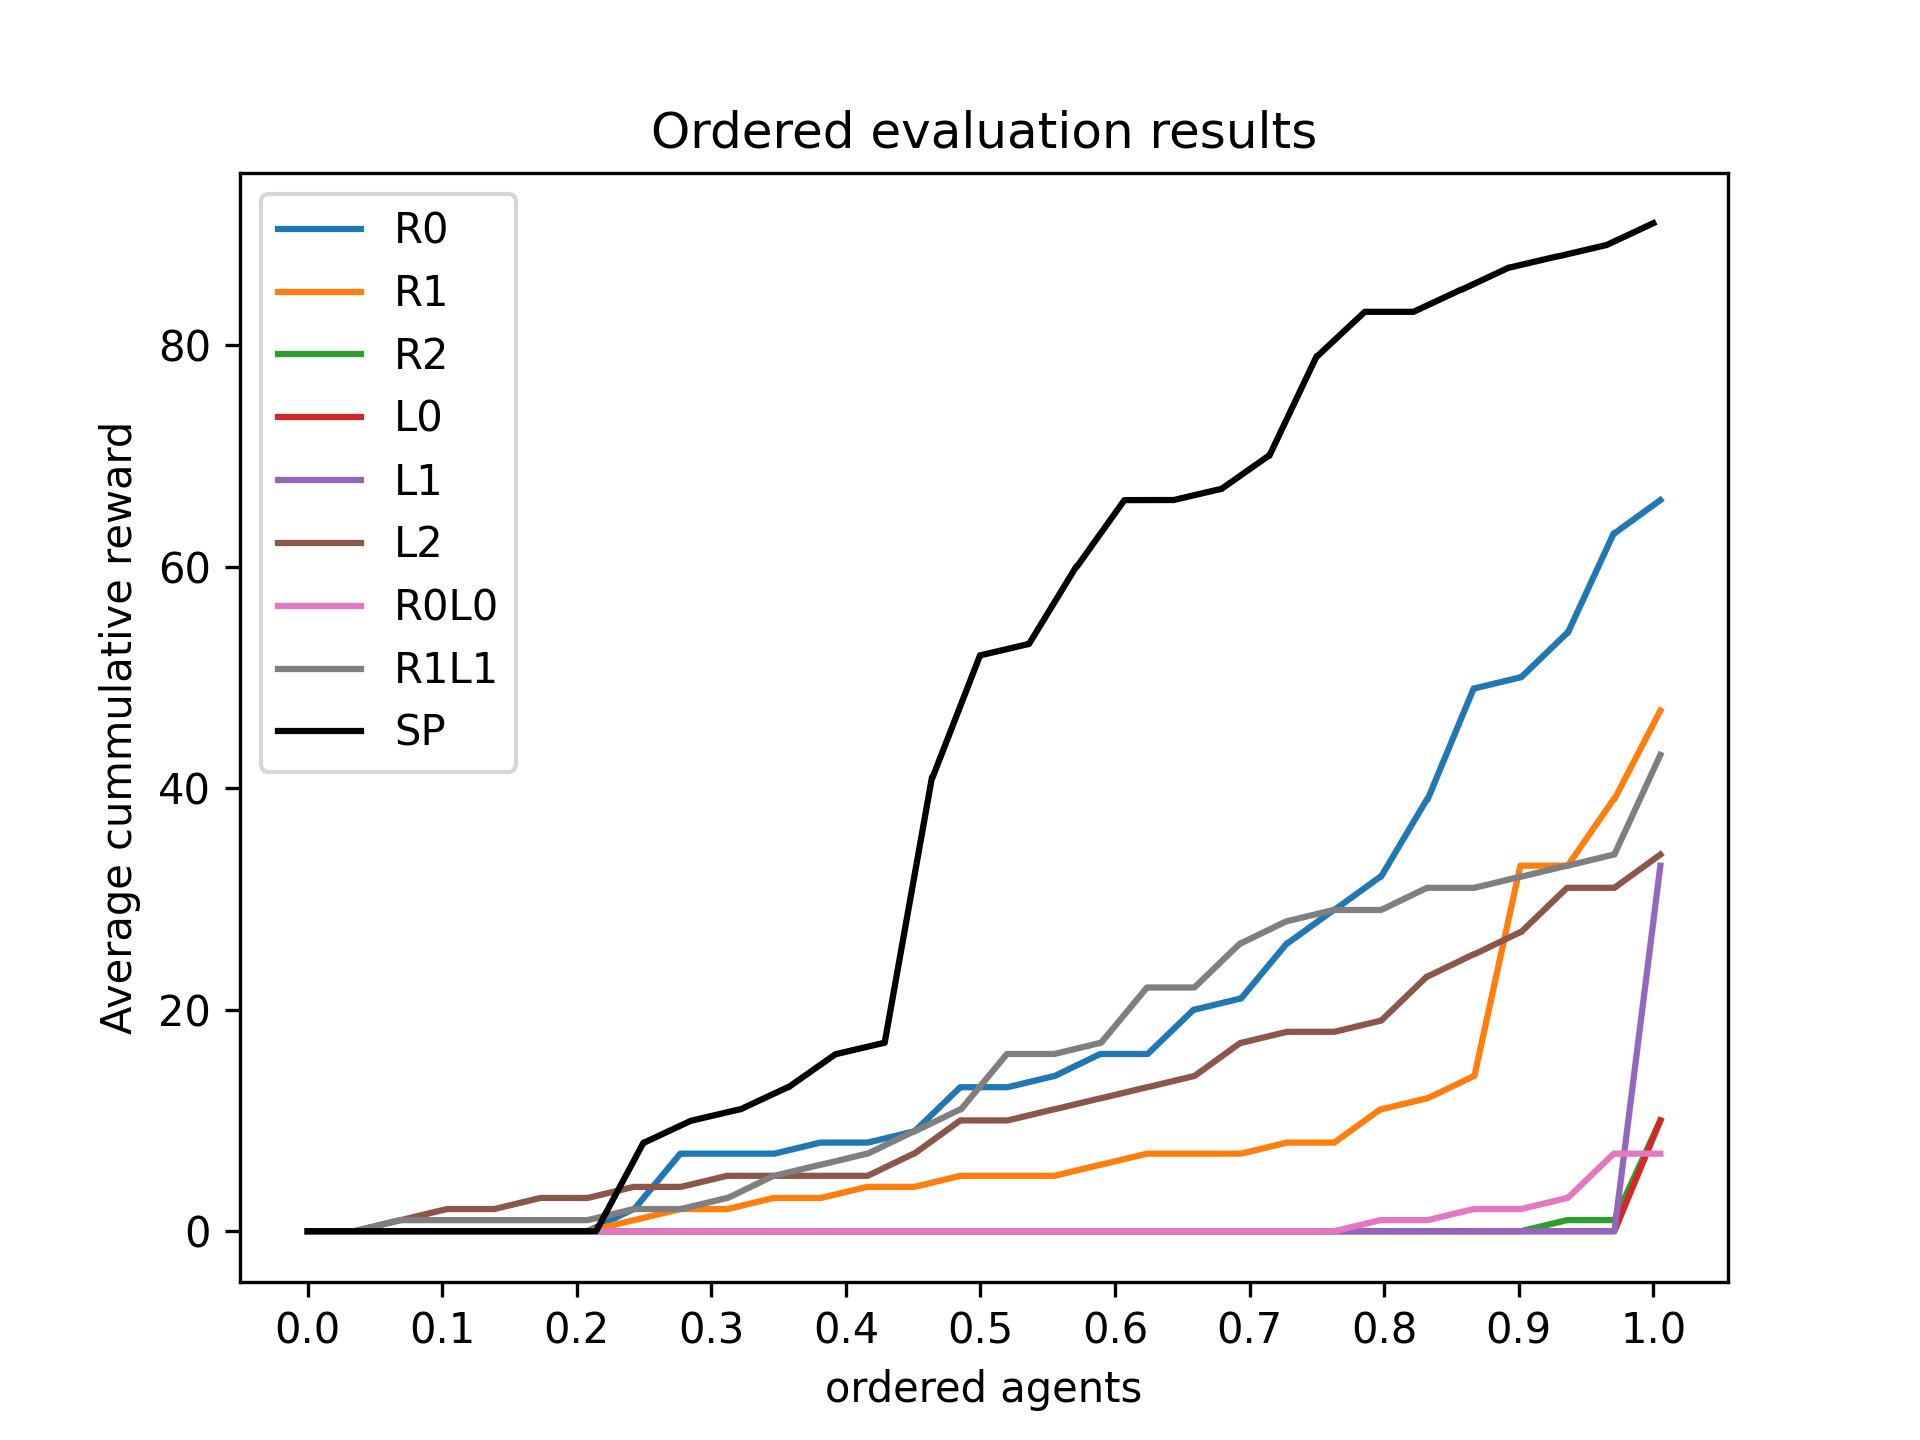 Ordered evaluation results
R0
R1
R2
L0
L1
L2
R0L0
R1L1
SP
Average cummulative reward
80
60
40
20
0
0.0 0.1 0.2 0.3 0.4 0.5 0.6 0.7 0.8 0.9 1.0
ordered agents